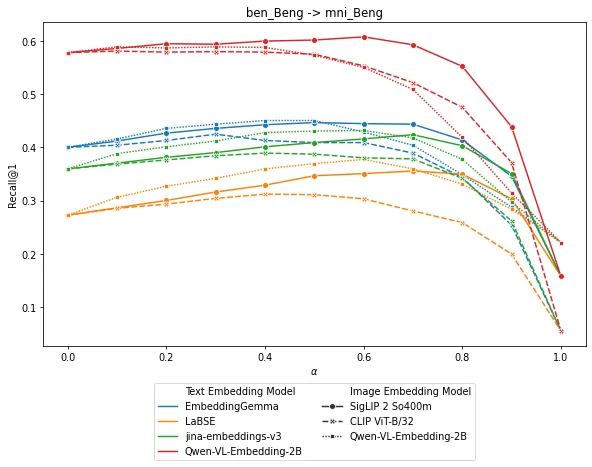 ben_Beng -> mni_Beng
Recall@1
0.6
0.5
0.4
0.3
0.2
0.1
0.0 0.2 0.4 0.6 0.8 1.0
α
Text Embedding Model Image Embedding Model
EmbeddingGemma SigLIP 2 So400m
LaBSE CLIP ViT-B/32
jina-embeddings-v3 Qwen-VL-Embedding-2B
Qwen-VL-Embedding-2B